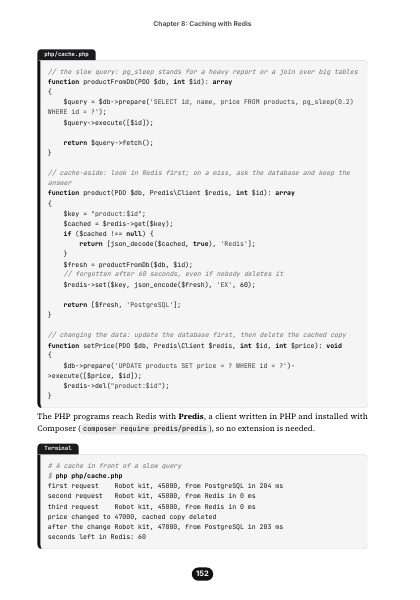 Chapter 8: Caching with Redis
php/cache.php
// the slow query: pg_sleep stands for a heavy report or a join over big tables
function productFromDb(PDO $db, int $id): array
{
    $query = $db->prepare('SELECT id, name, price FROM products, pg_sleep(0.2)
WHERE id = ?');
    $query->execute([$id]);

    return $query->fetch();
}

// cache-aside: look in Redis first; on a miss, ask the database and keep the
answer
function product(PDO $db, Predis\Client $redis, int $id): array
{
    $key = "product:$id";
    $cached = $redis->get($key);
    if ($cached !== null) {
        return [json_decode($cached, true), 'Redis'];
    }
    $fresh = productFromDb($db, $id);
    // forgotten after 60 seconds, even if nobody deletes it
    $redis->set($key, json_encode($fresh), 'EX', 60);

    return [$fresh, 'PostgreSQL'];
}

// changing the data: update the database first, then delete the cached copy
function setPrice(PDO $db, Predis\Client $redis, int $id, int $price): void
{
    $db->prepare('UPDATE products SET price = ? WHERE id = ?')-
>execute([$price, $id]);
    $redis->del("product:$id");
}
The PHP programs reach Redis with Predis, a client written in PHP and installed with
Composer (composer require predis/predis), so no extension is needed.
Terminal
# A cache in front of a slow query
$ php php/cache.php
first request    Robot kit, 45000, from PostgreSQL in 204 ms
second request   Robot kit, 45000, from Redis in 0 ms
third request    Robot kit, 45000, from Redis in 0 ms
price changed to 47000, cached copy deleted
after the change Robot kit, 47000, from PostgreSQL in 203 ms
seconds left in Redis: 60
152